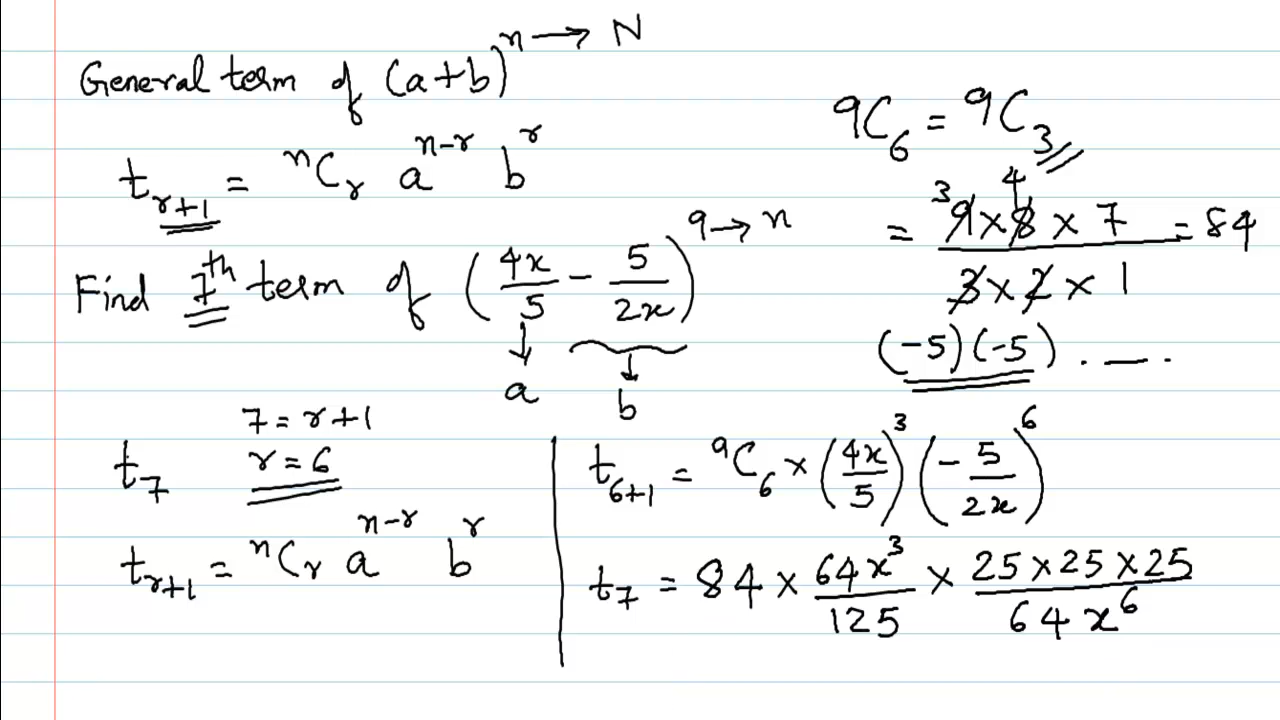 General term of (a+b)^n → N
t_{r+1} = ^nC_r a^{n-r} b^r
Find 7th term of (4x/5 - 5/2x)^9 → n
↓ a ↓ b
t_7 7 = r+1
r = 6
t_{r+1} = ^nC_r a^{n-r} b^r
9C_6 = 9C_3
= 3 4 9×8×7 / 3×2×1 = 84
(-5)(-5) . — .
t_{6+1} = ^9C_6 × (4x/5)^3 (-5/2x)^6
t_7 = 84 × 64x^3/125 × 25×25×25/64x^6